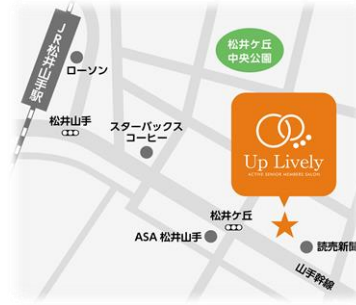 JR松井山手駅
ローソン
松井ケ丘
中央公園
松井山手
スターバックス
コーヒー
Up Lively
ACTIVE SENIOR MEMBERS SALON
松井ケ丘
ASA 松井山手
読売新聞
山手幹線